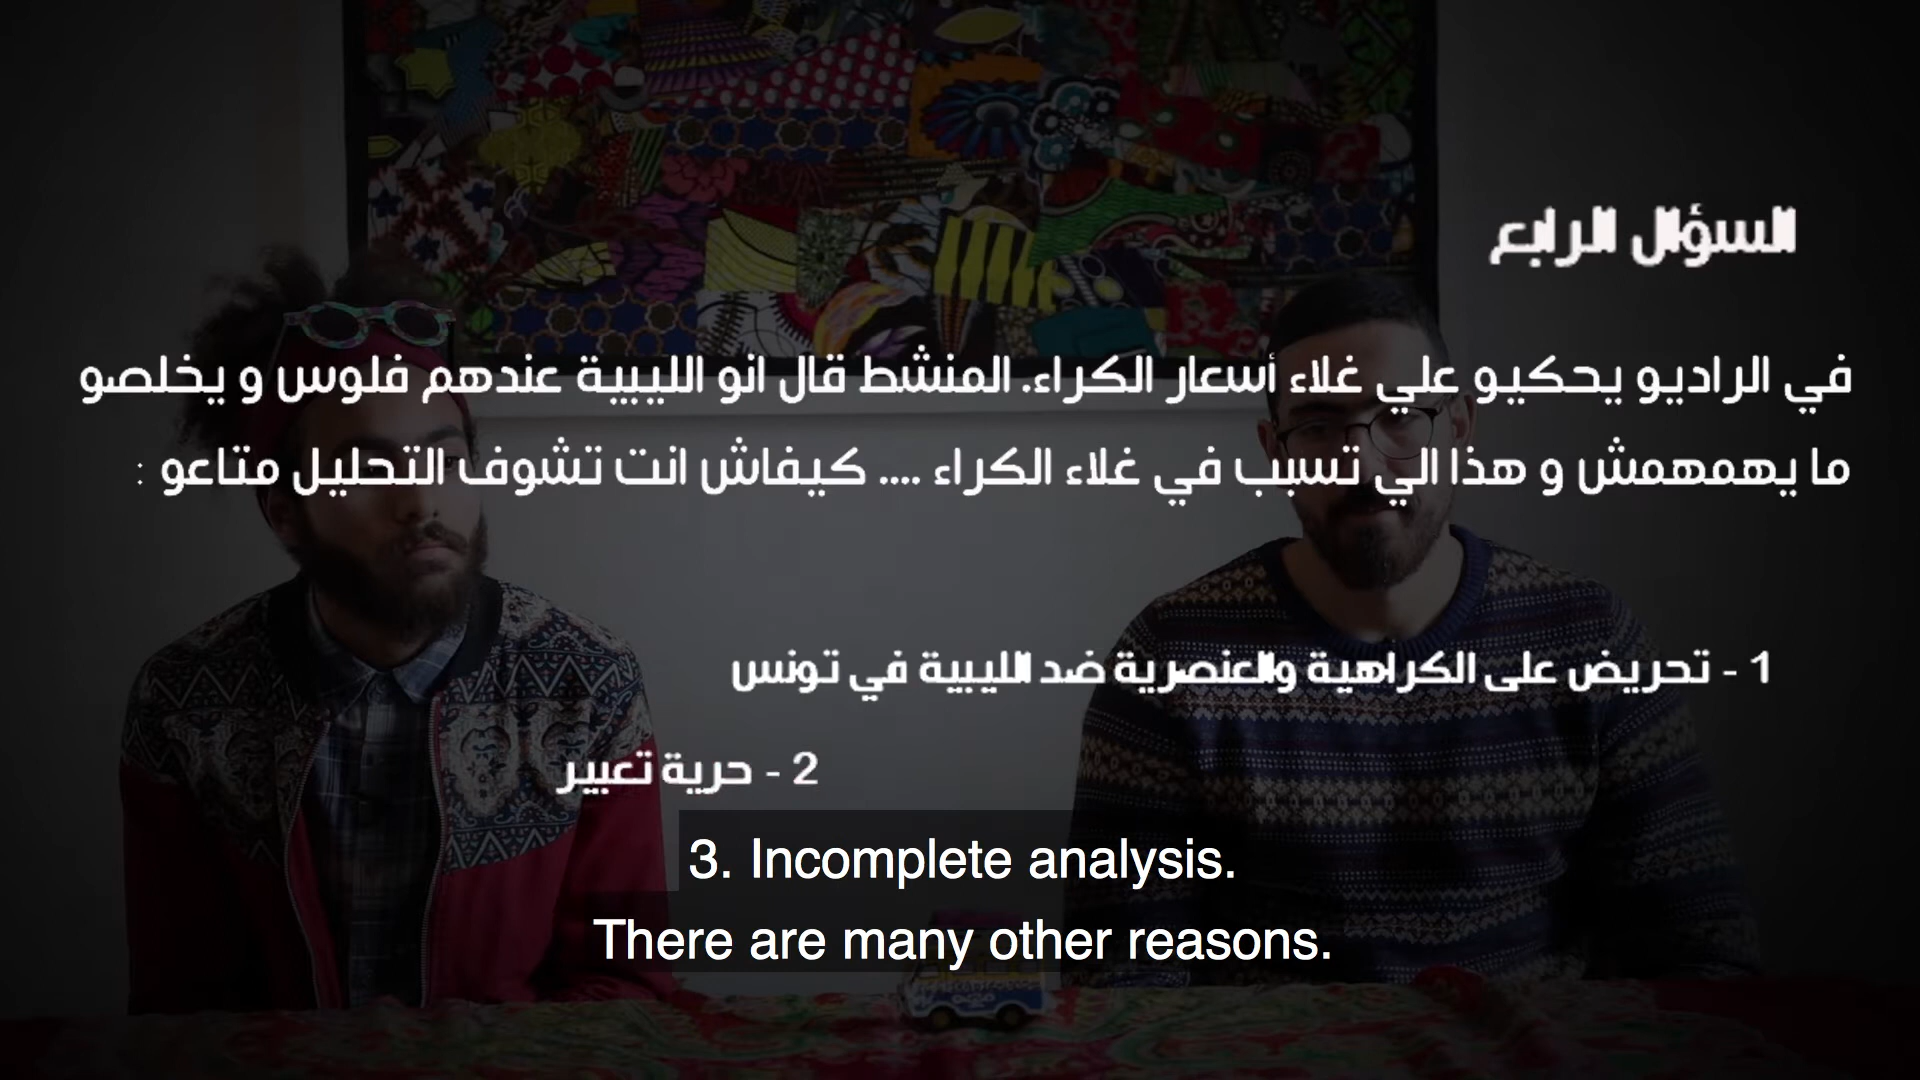 السؤال الرابع
في الراديو يحكيو علي غلاء أسعار الكراء. المنشط قال انو الليبية عندهم فلوس و يخلصو
ما يهمهمش و هذا الي تسبب في غلاء الكراء .... كيفاش انت تشوف التحليل متاعو :
1 - تحريض على الكراهية والعنصرية ضد الليبية في تونس
2 - حرية تعبير
3. Incomplete analysis.
There are many other reasons.